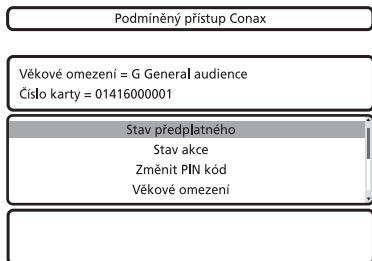 Podmíněný přístup Conax
Věkové omezení = G General audience
Číslo karty = 01416000001
Stav předplatného
Stav akce
Změnit PIN kód
Věkové omezení